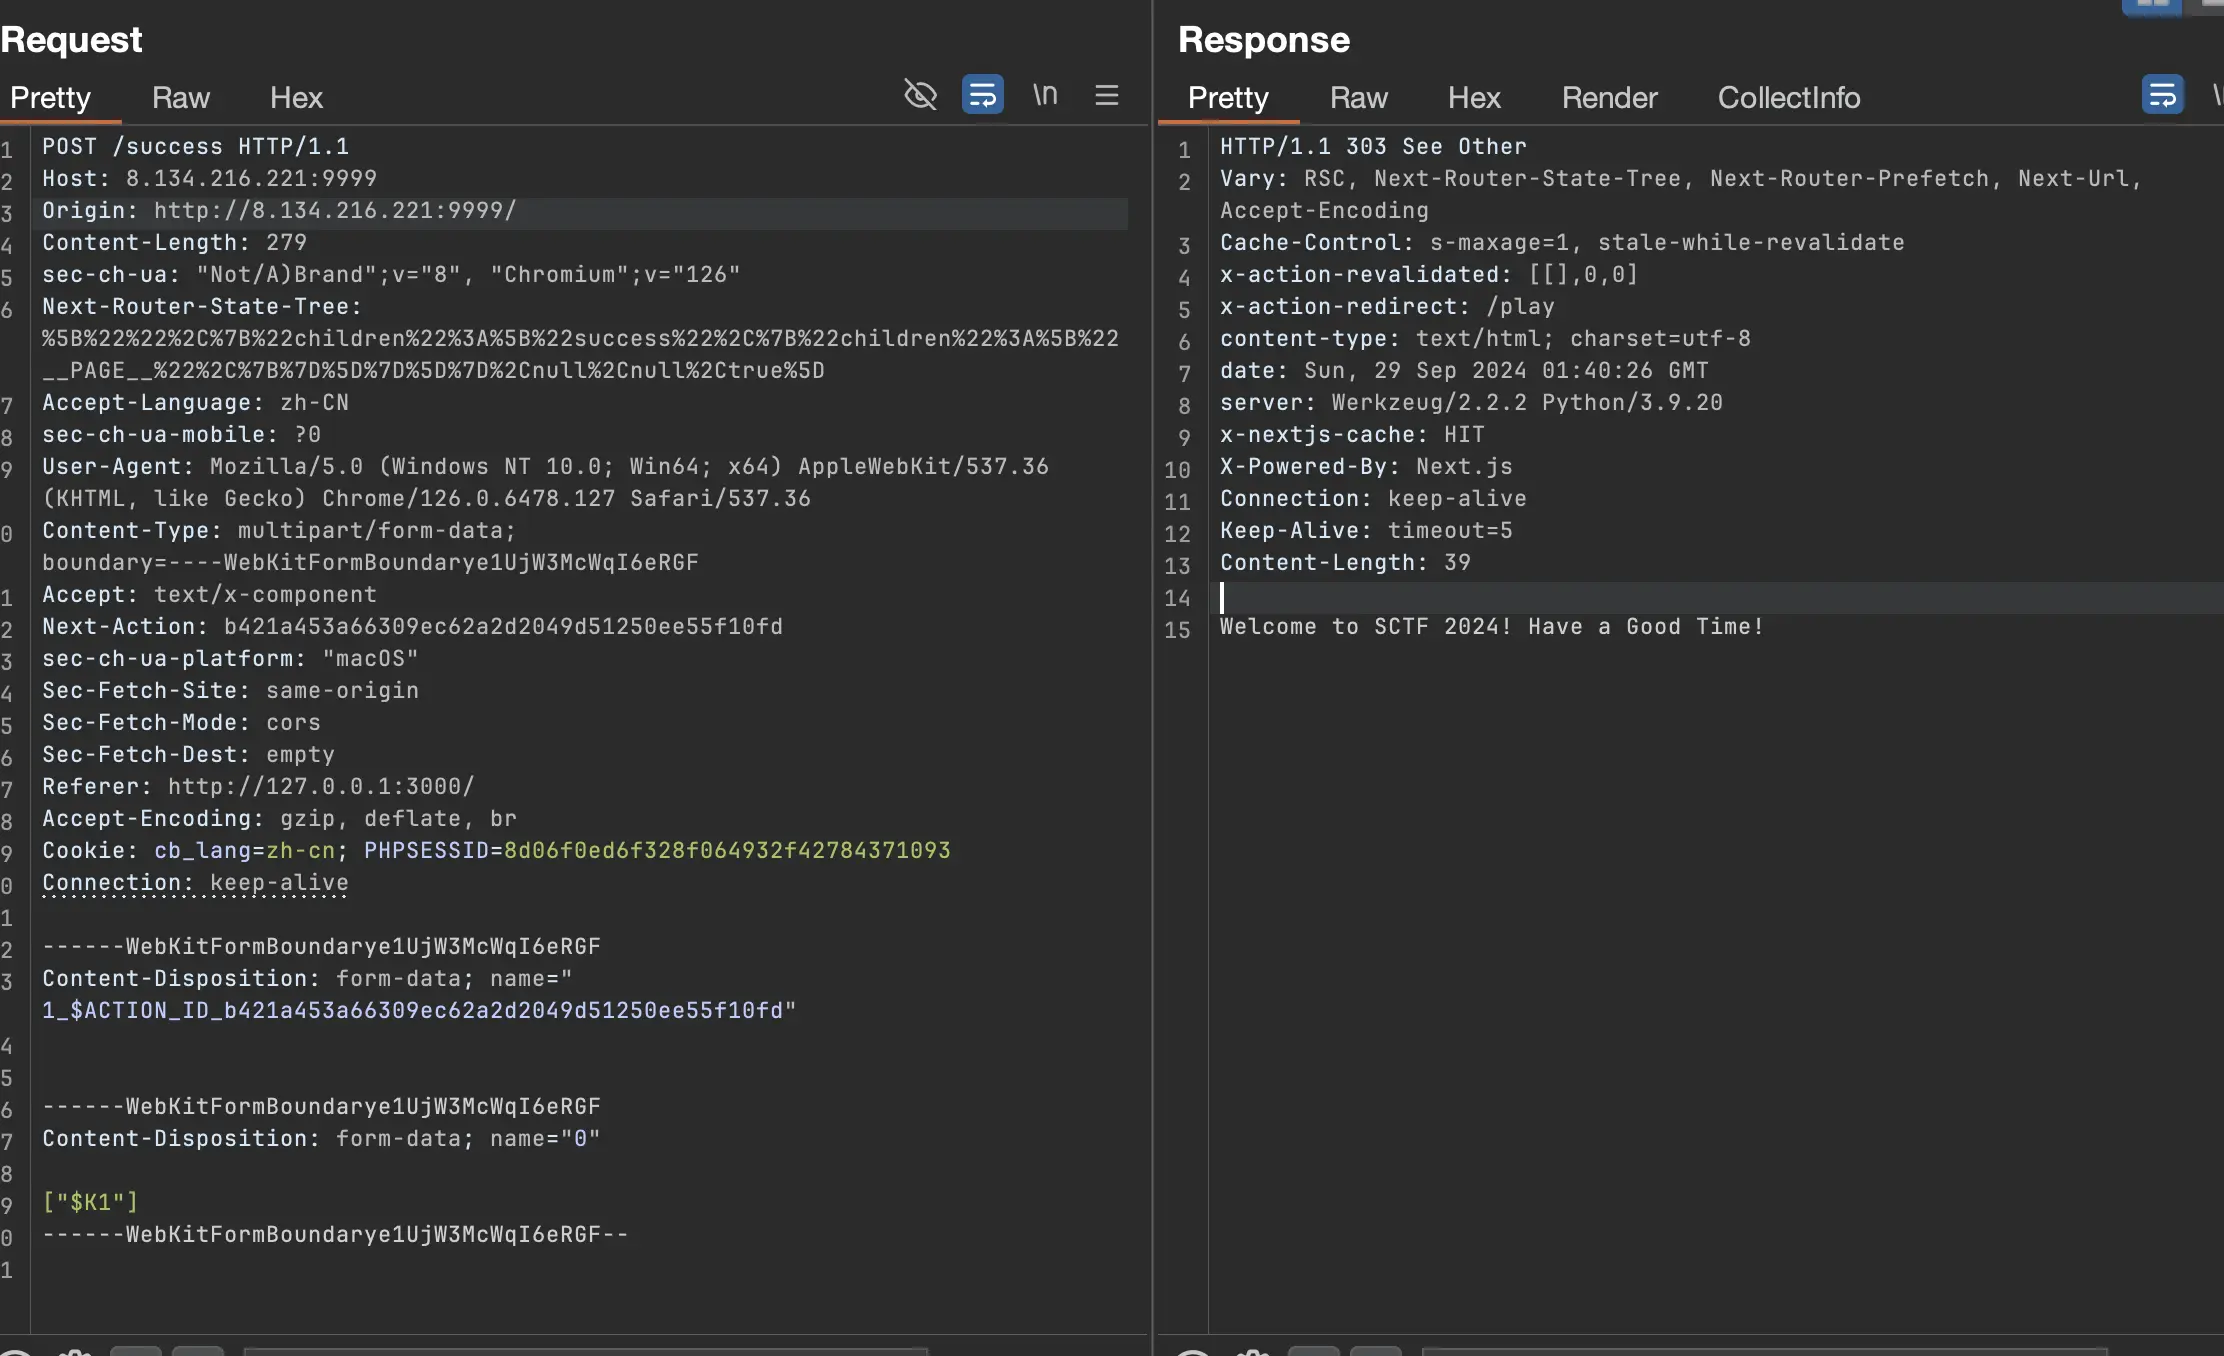 Request
Pretty Raw Hex
\n
1 POST /success HTTP/1.1
2 Host: 8.134.216.221:9999
3 Origin: http://8.134.216.221:9999/
4 Content-Length: 279
5 sec-ch-ua: "Not/A)Brand";v="8", "Chromium";v="126"
6 Next-Router-State-Tree:
%5B%22%22%2C%7B%22children%22%3A%5B%22success%22%2C%7B%22children%22%3A%5B%22
__PAGE__%22%2C%7B%7D%5D%7D%5D%7D%2Cnull%2Cnull%2Ctrue%5D
7 Accept-Language: zh-CN
8 sec-ch-ua-mobile: ?0
9 User-Agent: Mozilla/5.0 (Windows NT 10.0; Win64; x64) AppleWebKit/537.36
(KHTML, like Gecko) Chrome/126.0.6478.127 Safari/537.36
0 Content-Type: multipart/form-data;
boundary=----WebKitFormBoundarye1UjW3McWqI6eRGF
1 Accept: text/x-component
2 Next-Action: b421a453a66309ec62a2d2049d51250ee55f10fd
3 sec-ch-ua-platform: "macOS"
4 Sec-Fetch-Site: same-origin
5 Sec-Fetch-Mode: cors
6 Sec-Fetch-Dest: empty
7 Referer: http://127.0.0.1:3000/
8 Accept-Encoding: gzip, deflate, br
9 Cookie: cb_lang=zh-cn; PHPSESSID=8d06f0ed6f328f064932f42784371093
0 Connection: keep-alive
1
2 ------WebKitFormBoundarye1UjW3McWqI6eRGF
3 Content-Disposition: form-data; name="
1_$ACTION_ID_b421a453a66309ec62a2d2049d51250ee55f10fd"
4
5
6 ------WebKitFormBoundarye1UjW3McWqI6eRGF
7 Content-Disposition: form-data; name="0"
8
9 ["$K1"]
0 ------WebKitFormBoundarye1UjW3McWqI6eRGF--
1
Response
Pretty Raw Hex Render CollectInfo
1 HTTP/1.1 303 See Other
2 Vary: RSC, Next-Router-State-Tree, Next-Router-Prefetch, Next-Url,
Accept-Encoding
3 Cache-Control: s-maxage=1, stale-while-revalidate
4 x-action-revalidated: [[],0,0]
5 x-action-redirect: /play
6 content-type: text/html; charset=utf-8
7 date: Sun, 29 Sep 2024 01:40:26 GMT
8 server: Werkzeug/2.2.2 Python/3.9.20
9 x-nextjs-cache: HIT
10 X-Powered-By: Next.js
11 Connection: keep-alive
12 Keep-Alive: timeout=5
13 Content-Length: 39
14
15 Welcome to SCTF 2024! Have a Good Time!